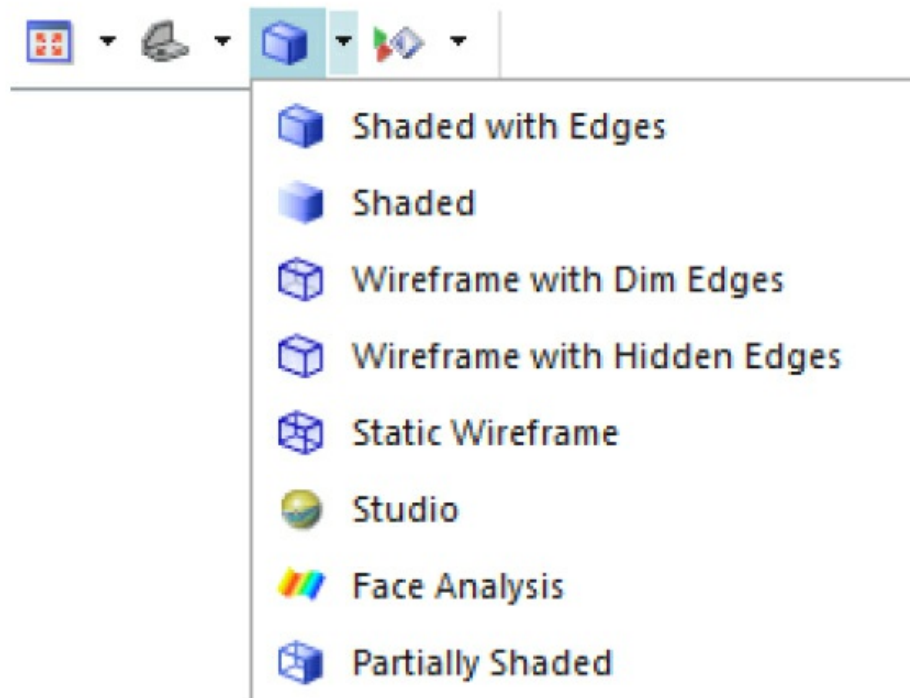 Shaded with Edges
Shaded
Wireframe with Dim Edges
Wireframe with Hidden Edges
Static Wireframe
Studio
Face Analysis
Partially Shaded